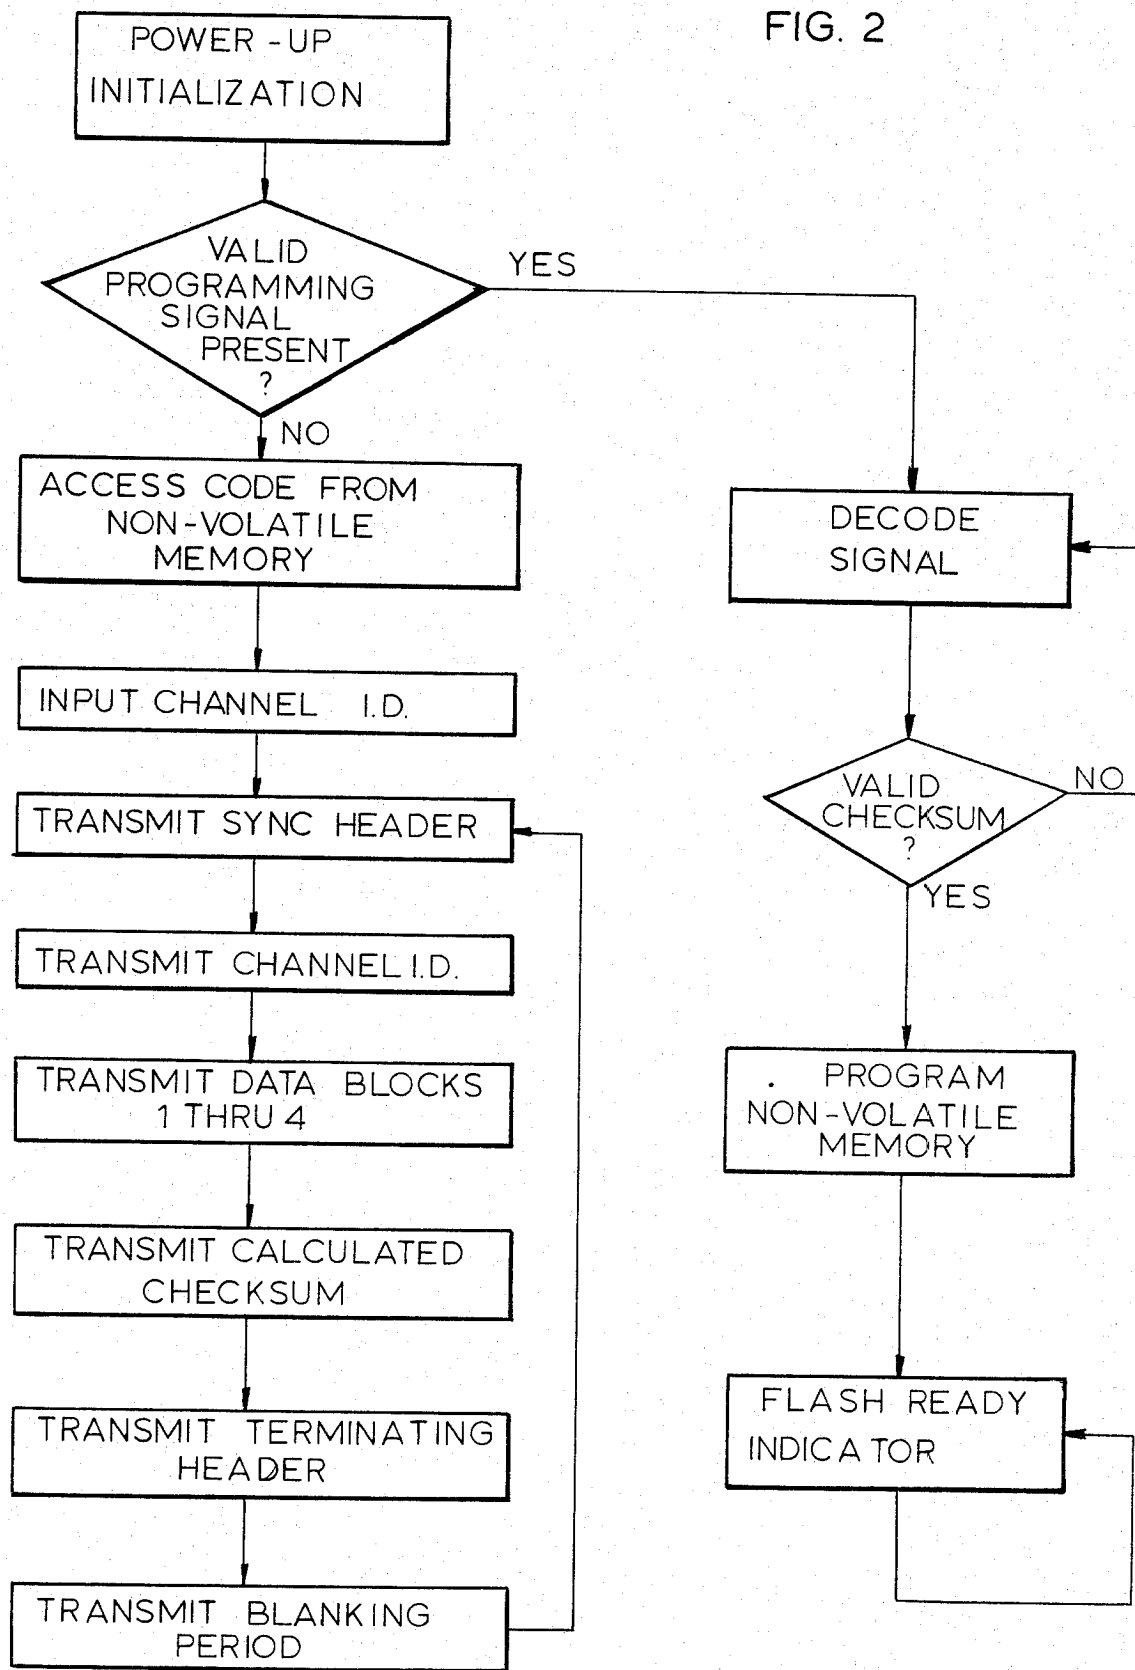 FIG. 2
POWER-UP
INITIALIZATION
VALID
PROGRAMMING
SIGNAL
PRESENT
?
YES
NO
ACCESS CODE FROM
NON-VOLATILE
MEMORY
INPUT CHANNEL I.D.
TRANSMIT SYNC HEADER
TRANSMIT CHANNEL I.D.
TRANSMIT DATA BLOCKS
1 THRU 4
TRANSMIT CALCULATED
CHECKSUM
TRANSMIT TERMINATING
HEADER
TRANSMIT BLANKING
PERIOD
DECODE
SIGNAL
VALID
CHECKSUM
?
NO
YES
PROGRAM
NON-VOLATILE
MEMORY
FLASH READY
INDICATOR